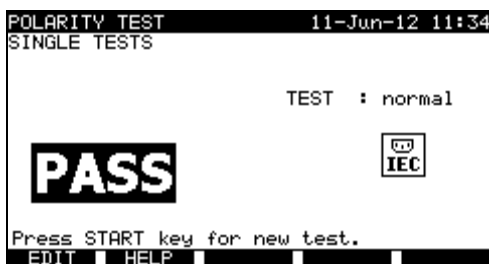 POLARITY TEST 11-Jun-12 11:34
SINGLE TESTS
TEST : normal
IEC
PASS
Press START key for new test.
EDIT HELP